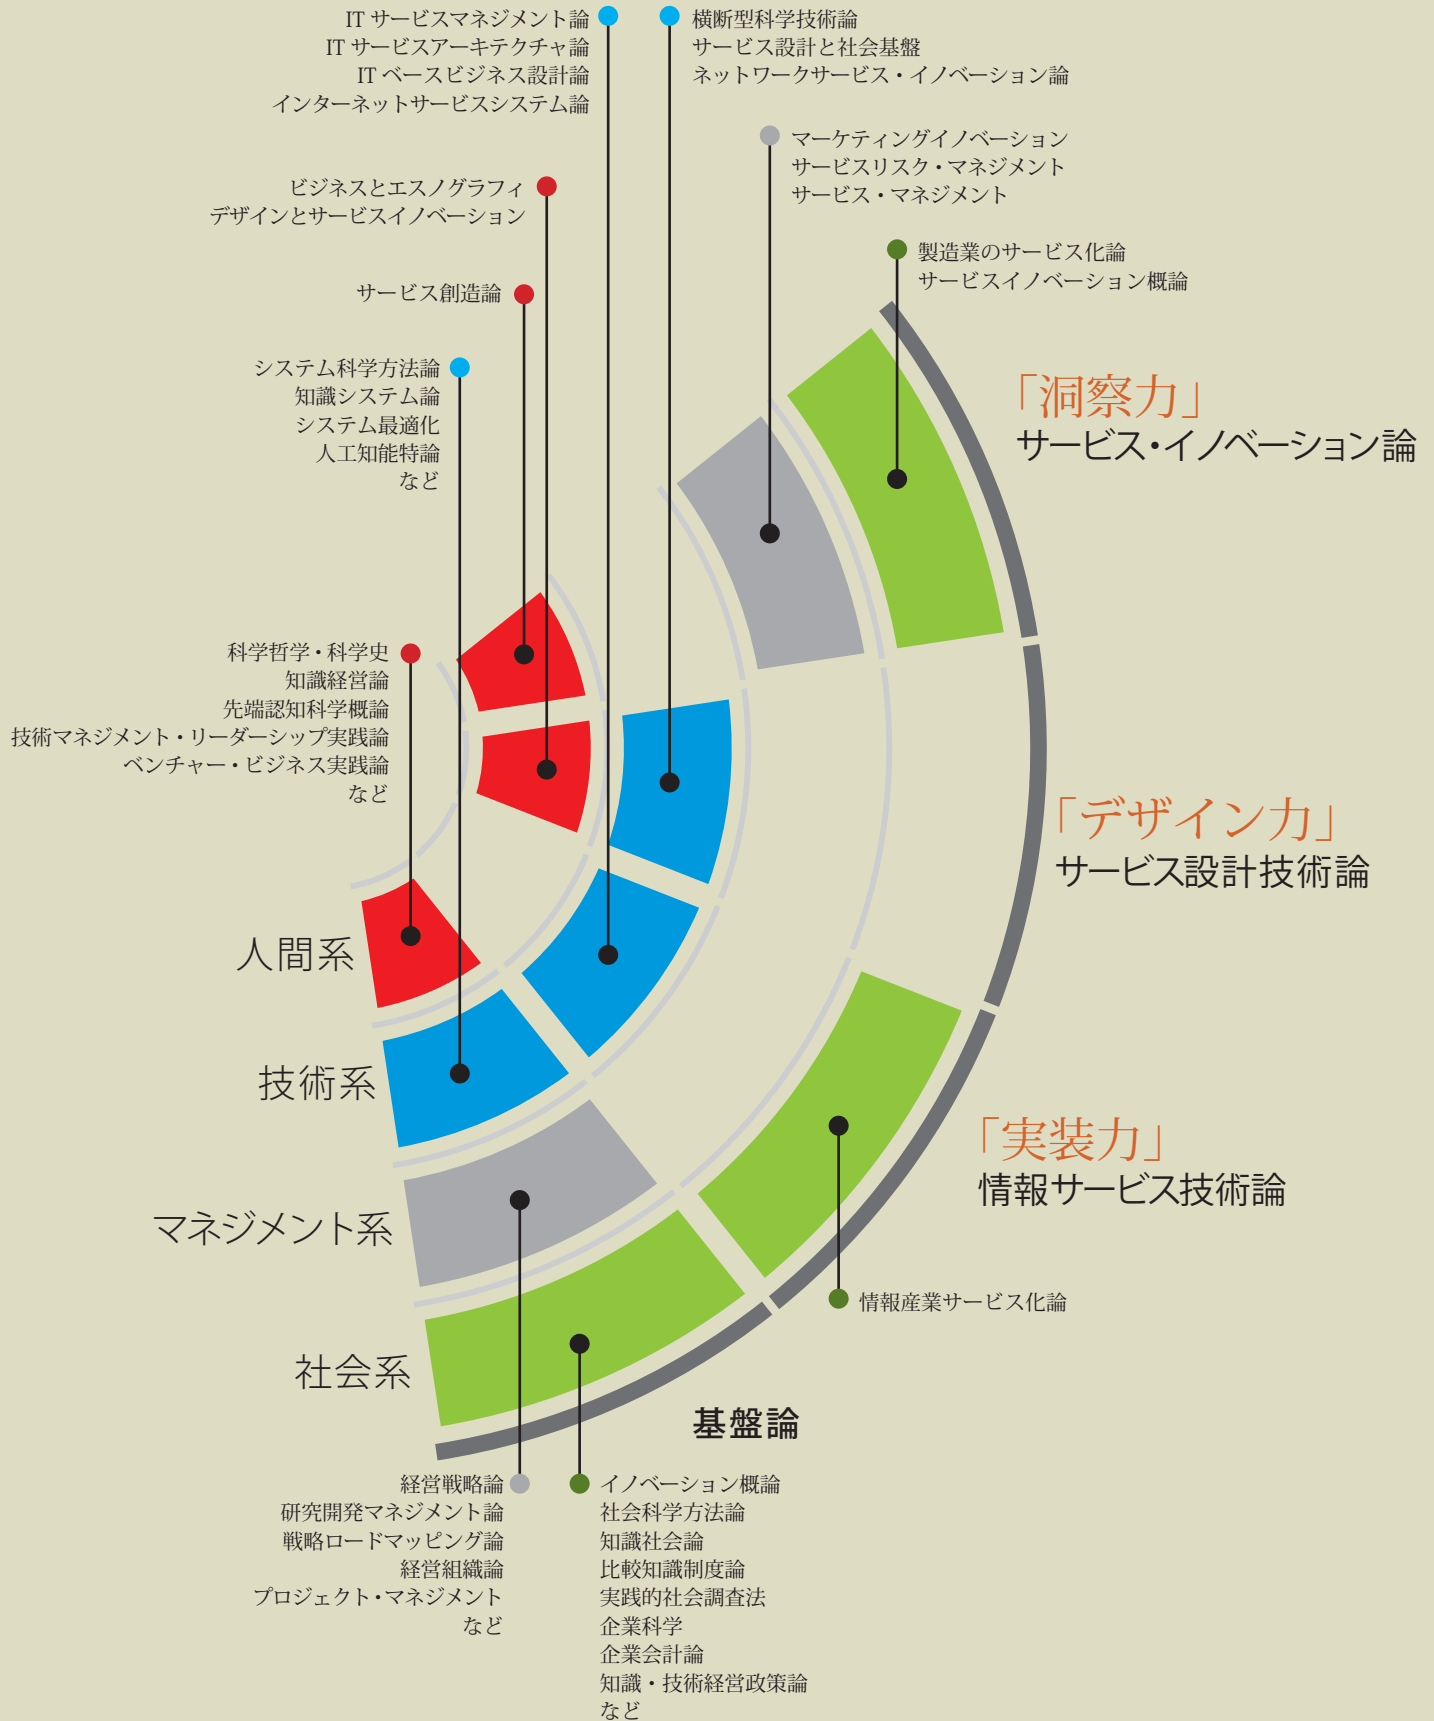 IT サービスマネジメント論
IT サービスアーキテクチャ論
IT ベースビジネス設計論
インターネットサービスシステム論
横断型科学技術論
サービス設計と社会基盤
ネットワークサービス・イノベーション論
マーケティングイノベーション
サービスリスク・マネジメント
サービス・マネジメント
ビジネスとエスノグラフィ
デザインとサービスイノベーション
製造業のサービス化論
サービスイノベーション概論
サービス創造論
システム科学方法論
知識システム論
システム最適化
人工知能特論
など
「洞察力」
サービス・イノベーション論
科学哲学・科学史
知識経営論
先端認知科学概論
技術マネジメント・リーダーシップ実践論
ベンチャー・ビジネス実践論
など
「デザイン力」
サービス設計技術論
人間系
技術系
マネジメント系
社会系
「実装力」
情報サービス技術論
情報産業サービス化論
基盤論
経営戦略論
研究開発マネジメント論
戦略ロードマッピング論
経営組織論
プロジェクト・マネジメント
など
イノベーション概論
社会科学方法論
知識社会論
比較知識制度論
実践的社会調査法
企業科学
企業会計論
知識・技術経営政策論
など